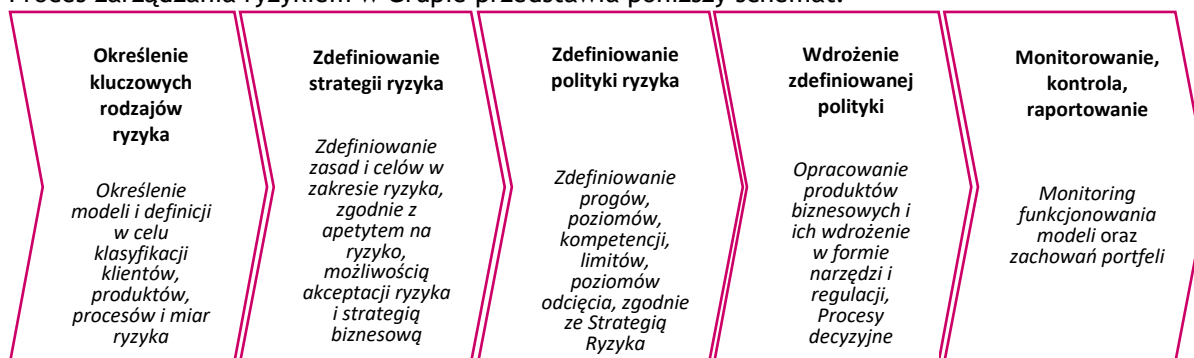 Proces zarządzania ryzykiem w Grupie przedstawia poniższy schemat:
Określenie
kluczowych
rodzajów
ryzyka
Określenie
modeli i definicji
w celu
klasyfikacji
klientów,
produktów,
procesów i miar
ryzyka
Zdefiniowanie
strategii ryzyka
Zdefiniowanie
zasad i celów w
zakresie ryzyka,
zgodnie z
apetytem na
ryzyko,
możliwością
akceptacji ryzyka
i strategią
biznesową
Zdefiniowanie
polityki ryzyka
Zdefiniowanie
progów,
poziomów,
kompetencji,
limitów,
poziomów
odcięcia, zgodnie
ze Strategią
Ryzyka
Wdrożenie
zdefiniowanej
polityki
Opracowanie
produktów
biznesowych i
ich wdrożenie
w formie
narzędzi i
regulacji,
Procesy
decyzyjne
Monitorowanie,
kontrola,
raportowanie
Monitoring
funkcjonowania
modeli oraz
zachowań portfeli